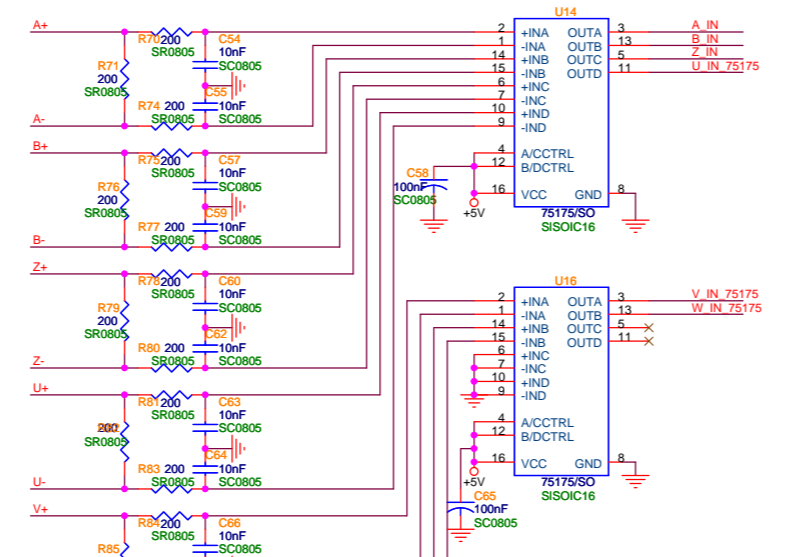 A+
R70 200
SR0805
C54
10nF
SC0805
R71
200
SR0805
C55
10nF
SC0805
R74 200
SR0805
A-
B+
R75 200
SR0805
C57
10nF
SC0805
R76
200
SR0805
C59
10nF
SC0805
R77 200
SR0805
B-
Z+
R78 200
SR0805
C60
10nF
SC0805
R79
200
SR0805
C62
10nF
SC0805
R80 200
SR0805
Z-
U+
R81 200
SR0805
C63
10nF
SC0805
200
SR0805
C64
10nF
SC0805
R83 200
SR0805
U-
V+
R84 200
SR0805
C66
10nF
SC0805
R85
U14
2 +INA OUTA 3 A_IN
1 -INA OUTB 13 B_IN
14 +INB OUTC 5 Z_IN
15 -INB OUTD 11 U_IN_75175
6 +INC
7 -INC
10 +IND
9 -IND
4 A/CCTRL
12 B/DCTRL
16 VCC GND 8
C58
100nF
SC0805
+5V
75175/SO
SISOIC16
U16
2 +INA OUTA 3 V_IN_75175
1 -INA OUTB 13 W_IN_75175
14 +INB OUTC 5
15 -INB OUTD 11
6 +INC
7 -INC
10 +IND
9 -IND
4 A/CCTRL
12 B/DCTRL
16 VCC GND 8
+5V
75175/SO
SISOIC16
C65
100nF
SC0805